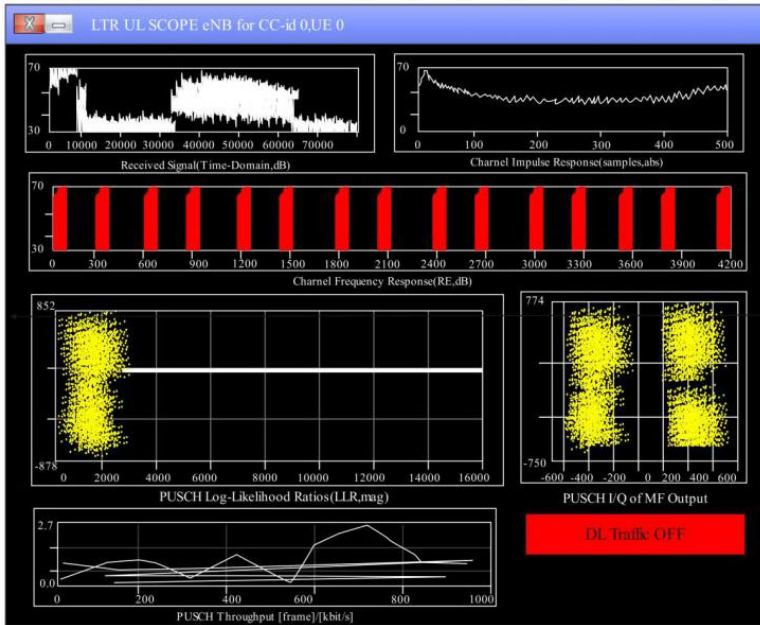 X
LTR UL SCOPE eNB for CC-id 0,UE 0
70
30
0 10000 20000 30000 40000 50000 60000 70000
Received Signal(Time-Domain,dB)
70
0
0 100 200 300 400 500
Channel Impulse Response(samples,abs)
70
30
0 300 600 900 1200 1500 1800 2100 2400 2700 3000 3300 3600 3900 4200
Channel Frequency Response(RE,dB)
852
-878
0 2000 4000 6000 8000 10000 12000 14000 16000
PUSCH Log-Likelihood Ratios(LLR,mag)
774
-750
-600 -400 -200 0 200 400 600
PUSCH I/Q of MF Output
DL Traffic OFF
2.7
0.0
200 400 600 800 1000
PUSCH Throughput [frame]/[kbit/s]